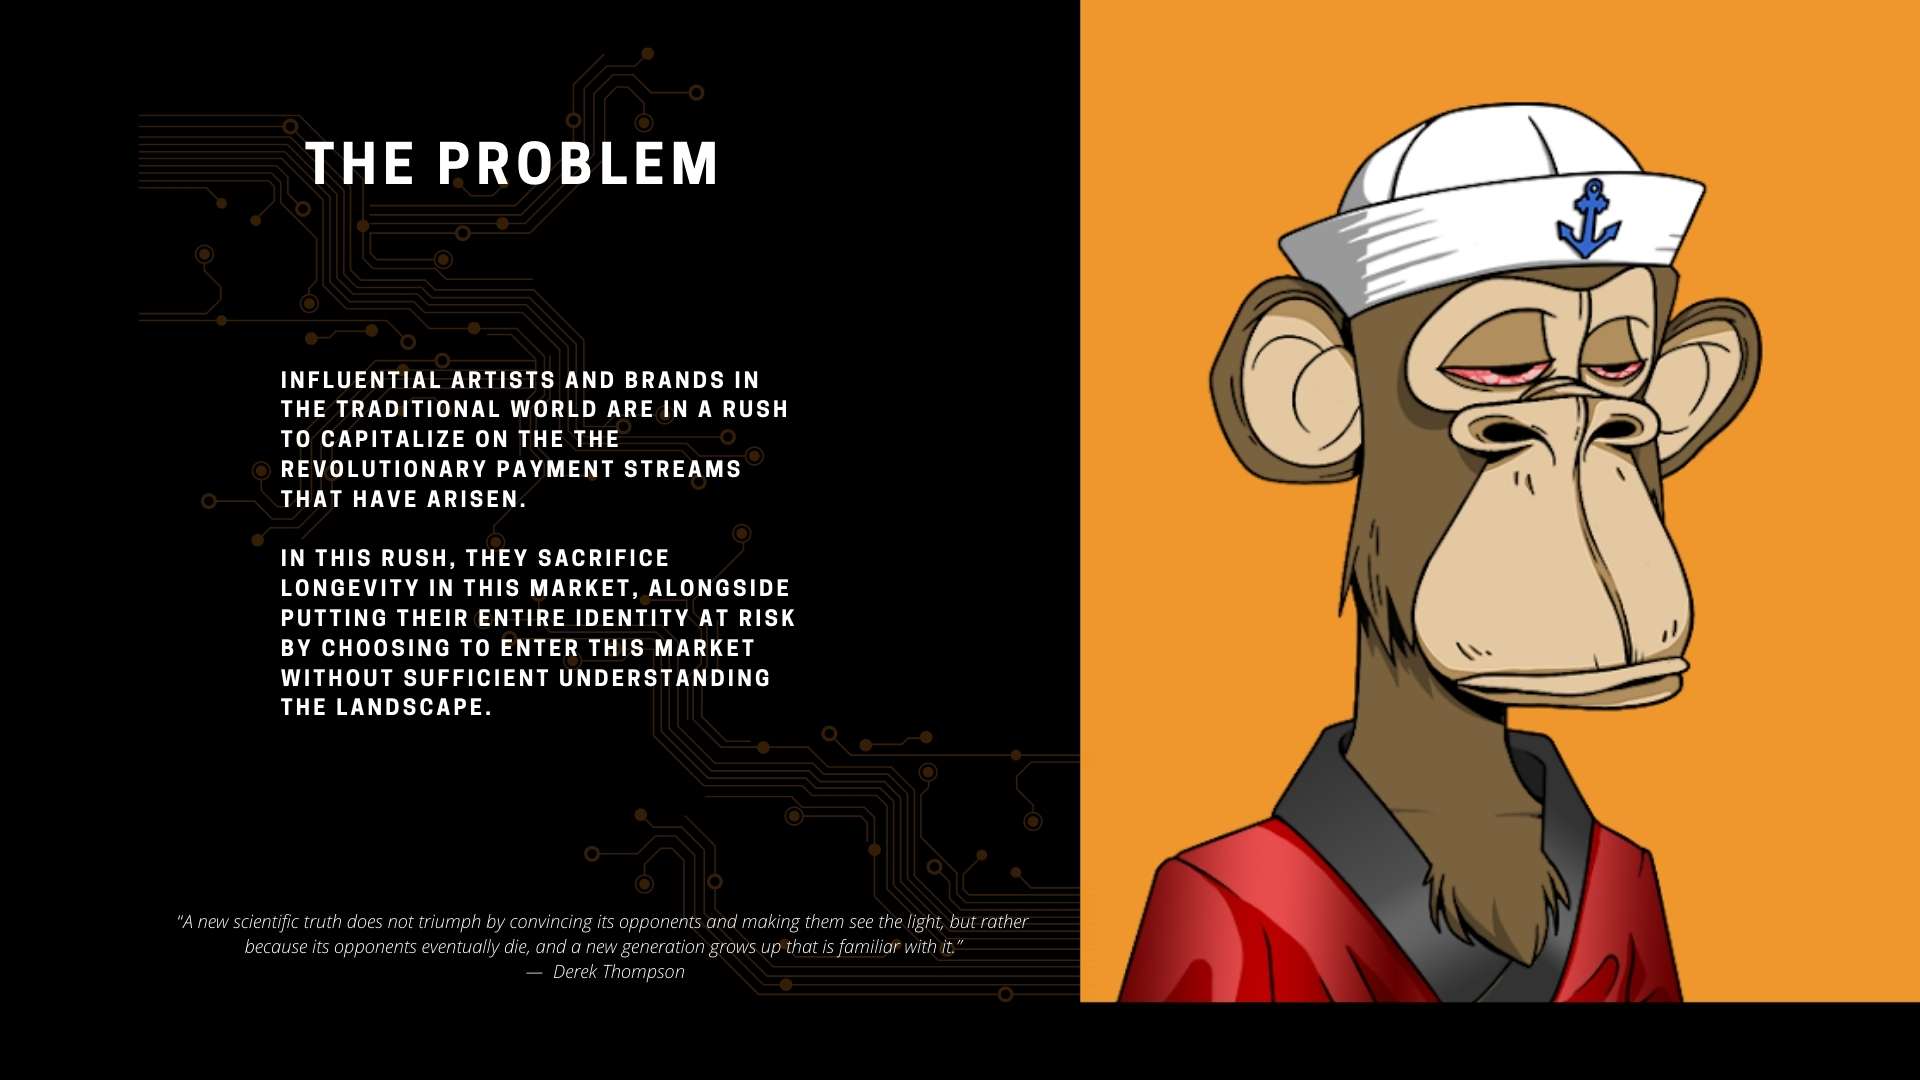 THE PROBLEM
INFLUENTIAL ARTISTS AND BRANDS IN
THE TRADITIONAL WORLD ARE IN A RUSH
TO CAPITALIZE ON THE THE
REVOLUTIONARY PAYMENT STREAMS
THAT HAVE ARISEN.
IN THIS RUSH, THEY SACRIFICE
LONGEVITY IN THIS MARKET, ALONGSIDE
PUTTING THEIR ENTIRE IDENTITY AT RISK
BY CHOOSING TO ENTER THIS MARKET
WITHOUT SUFFICIENT UNDERSTANDING
THE LANDSCAPE.
“A new scientific truth does not triumph by convincing its opponents and making them see the light, but rather
because its opponents eventually die, and a new generation grows up that is familiar with it.”
— Derek Thompson